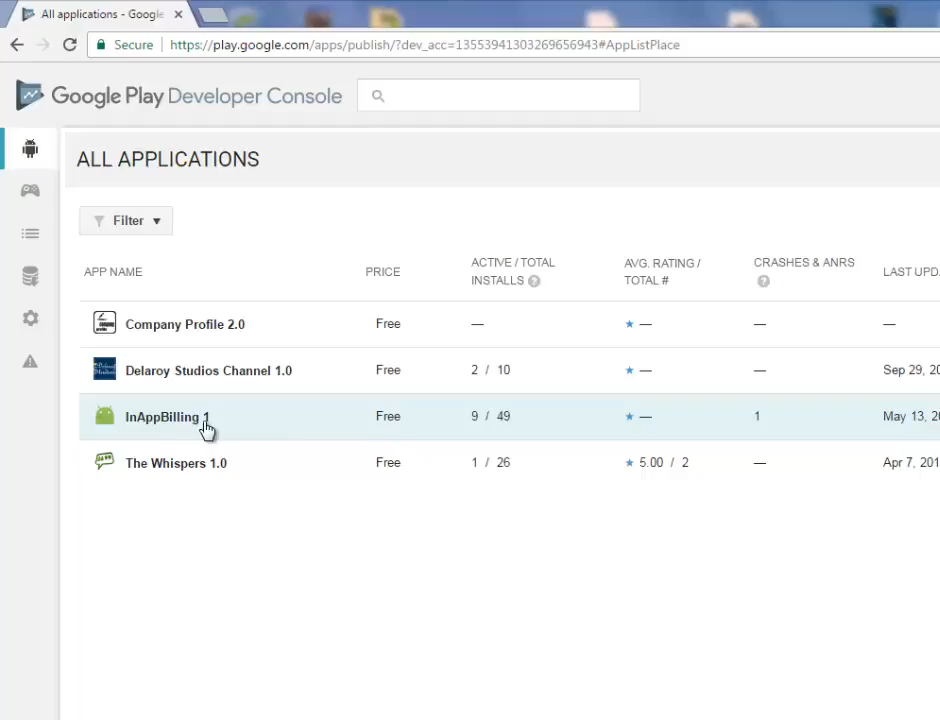 All applications - Google
Secure https://play.google.com/apps/publish/?dev_acc=13553941303269656943#AppListPlace
Google Play Developer Console
ALL APPLICATIONS
Filter
APP NAME PRICE ACTIVE / TOTAL INSTALLS AVG. RATING / TOTAL # CRASHES & ANRS LAST UPD
Company Profile 2.0 Free — — — —
Delaroy Studios Channel 1.0 Free 2 / 10 — — Sep 29, 20
InAppBilling 1 Free 9 / 49 — 1 May 13, 20
The Whispers 1.0 Free 1 / 26 5.00 / 2 — Apr 7, 201